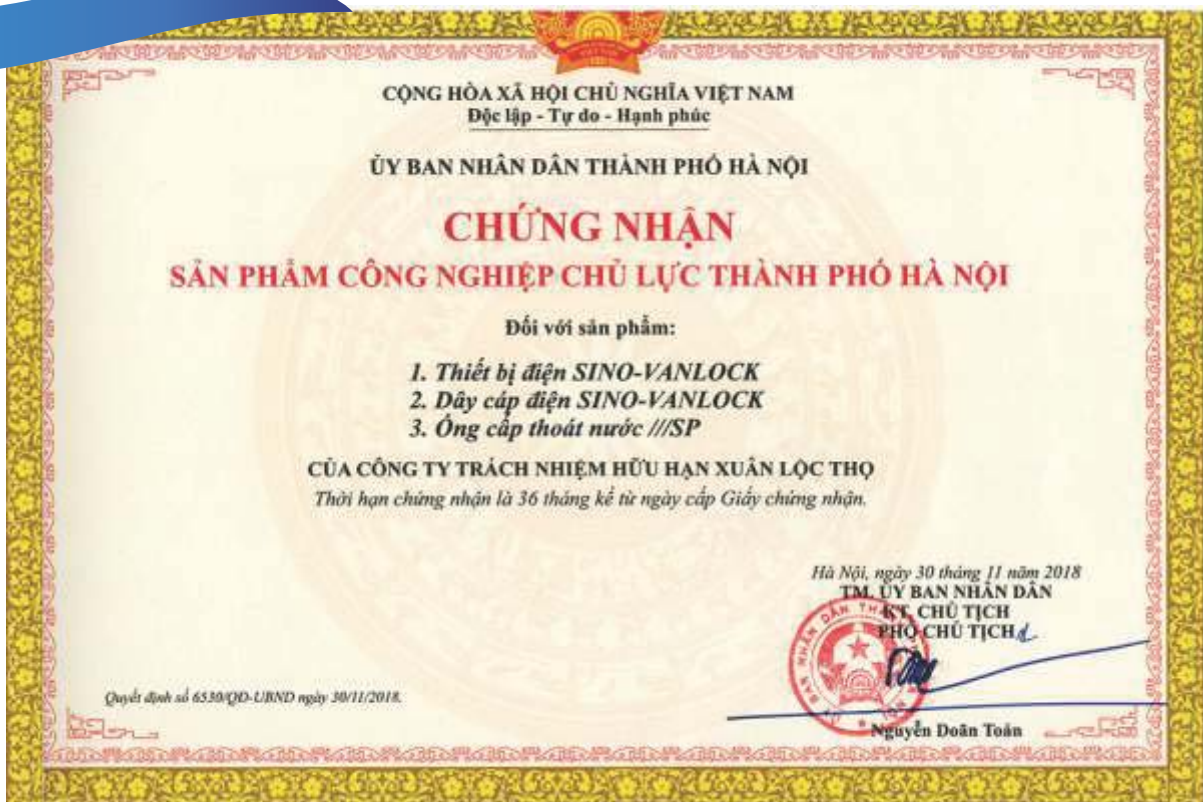 CỘNG HÒA XÃ HỘI CHỦ NGHĨA VIỆT NAM
Độc lập - Tự do - Hạnh phúc
ỦY BAN NHÂN DÂN THÀNH PHỐ HÀ NỘI
CHỨNG NHẬN
SẢN PHẨM CÔNG NGHIỆP CHỦ LỰC THÀNH PHỐ HÀ NỘI
Đối với sản phẩm:
1. Thiết bị điện SINO-VANLOCK
2. Dây cáp điện SINO-VANLOCK
3. Ống cấp thoát nước ///SP
CỦA CÔNG TY TRÁCH NHIỆM HỮU HẠN XUÂN LỘC THỌ
Thời hạn chứng nhận là 36 tháng kể từ ngày cấp Giấy chứng nhận.
Hà Nội, ngày 30 tháng 11 năm 2018
TM. ỦY BAN NHÂN DÂN
KT. CHỦ TỊCH
PHÓ CHỦ TỊCH
Nguyễn Doãn Toản
Quyết định số 6530/QĐ-UBND ngày 30/11/2018.